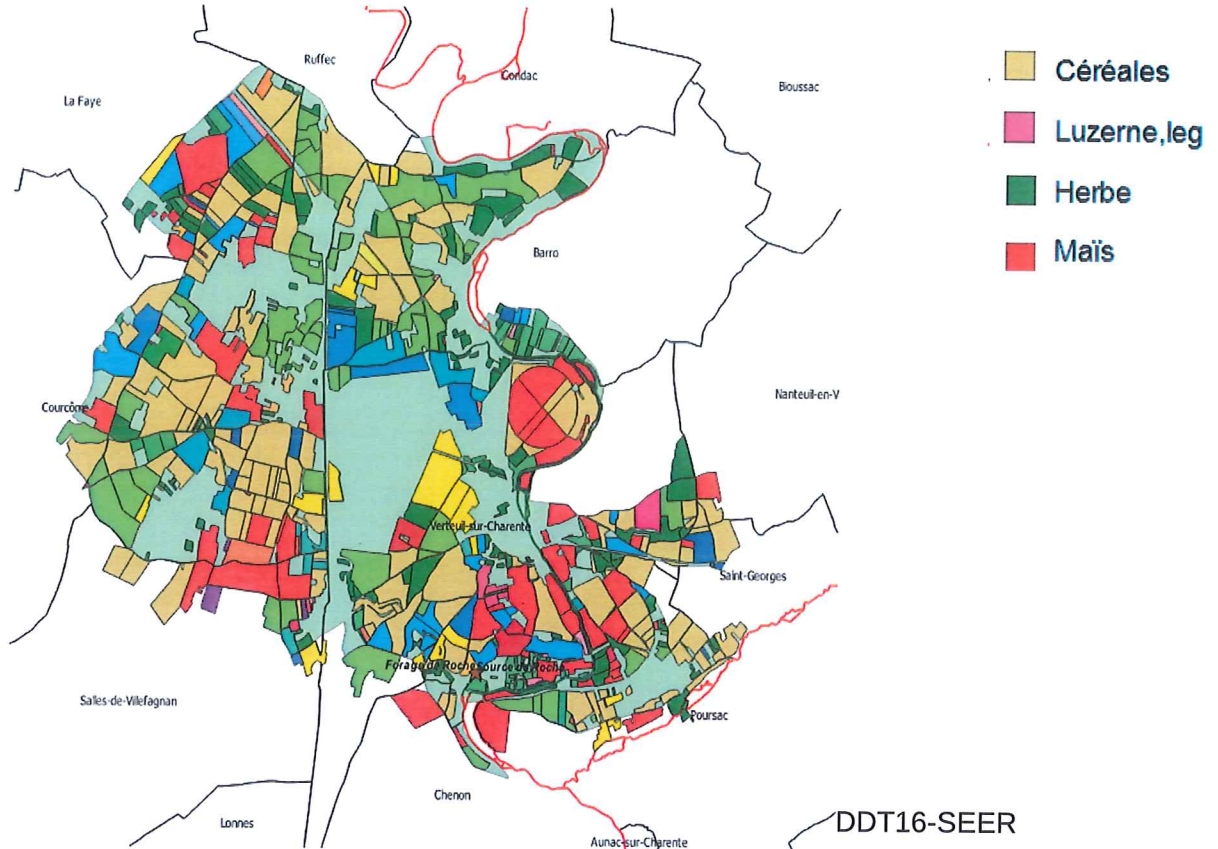 Ruffec
Condac
Bioussac
La Faye
Céréales
Luzerne,leg
Herbe
Maïs
Barro
Courcôme
Nanteuil-en-V
Verteuil-sur-Charente
Saint-Georges
Forage de Roche Source de Roche
Salles-de-Villefagnan
Poursac
Chenon
Lonnes
DDT16-SEER
Aunac-sur-Charente